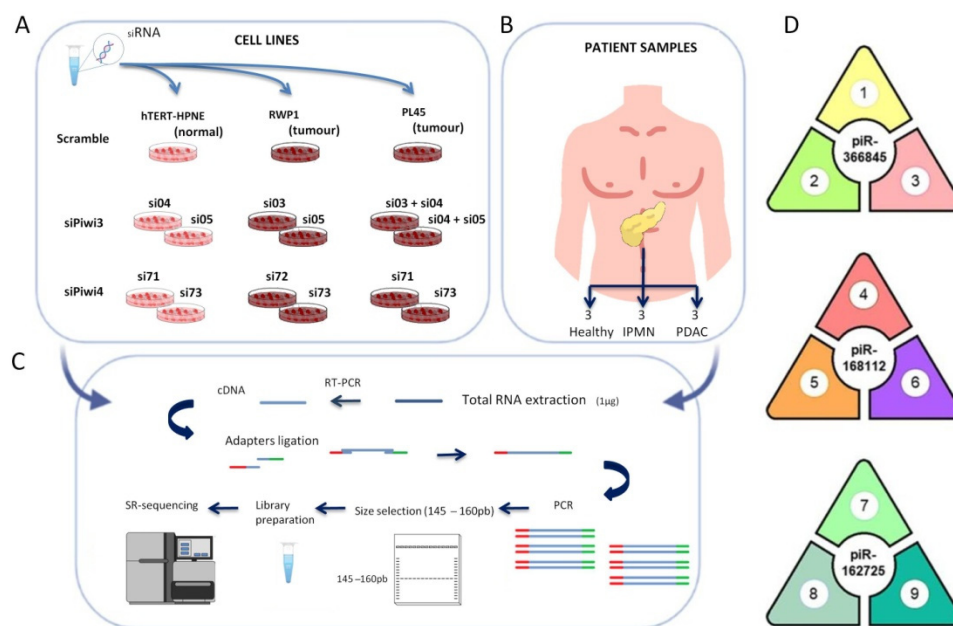 A
siRNA
CELL LINES
hTERT-HPNE
(normal)
RWP1
(tumour)
PL45
(tumour)
Scramble
siPiwi3
si04
si05
si03
si05
si03 + si04
si04 + si05
siPiwi4
si71
si73
si72
si73
si71
si73
B
PATIENT SAMPLES
3
Healthy
3
IPMN
3
PDAC
C
cDNA
RT-PCR
Total RNA extraction (1µg)
Adapters ligation
SR-sequencing
Library
preparation
Size selection (145 – 160pb)
PCR
145 –160pb
D
1
piR-
366845
2
3
4
piR-
168112
5
6
7
piR-
162725
8
9